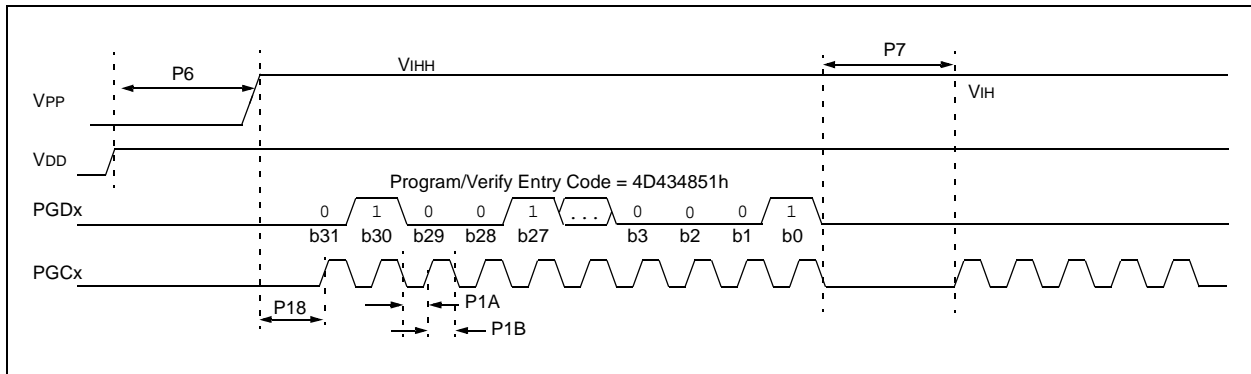 P6
P7
VIHH
VIH
VPP
VDD
Program/Verify Entry Code = 4D434851h
PGDx
0 1 0 0 1 ... 0 0 0 1
b31 b30 b29 b28 b27 b3 b2 b1 b0
PGCx
P18
P1A
P1B